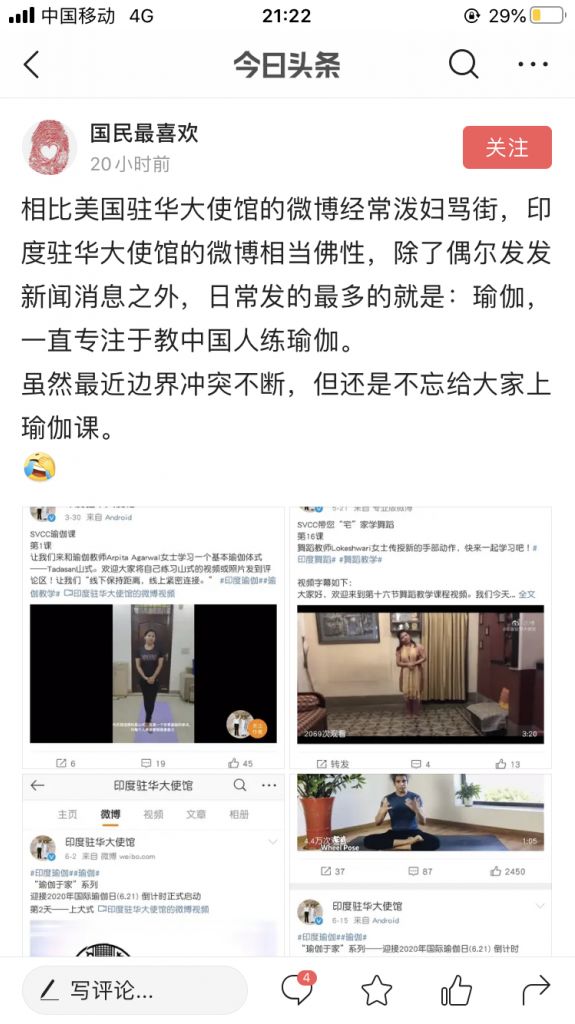 中国移动 4G 21:22 29%
今日头条
国民最喜欢
20小时前
关注
相比美国驻华大使馆的微博经常泼妇骂街，印
度驻华大使馆的微博相当佛性，除了偶尔发发
新闻消息之外，日常发的最多的就是：瑜伽，
一直专注于教中国人练瑜伽。
虽然最近边界冲突不断，但还是不忘给大家上
瑜伽课。
3-30 来自 Android
SVCC瑜伽课
第1课
让我们来和瑜伽教师Arpita Agarwal女士学习一个基本瑜伽体式
——Tadasan山式。欢迎大家将自己练习山式的视频或照片发到评
论区！让我们“线下保持距离，线上紧密连接。” #印度瑜伽##瑜
伽教学# 印度驻华大使馆的微博视频
6 19 45
5-21 来自 专业版微博
SVCC带您“宅”家学舞蹈
第16课
舞蹈教师Lokeshwari女士传授新的手部动作，快来一起学习吧！#
印度舞蹈# #舞蹈教学#
视频字幕如下：
大家好，欢迎来到第十六节舞蹈教学课程视频。我们今天... 全文
2069次观看 3:20
转发 4 13
印度驻华大使馆
主页 微博 视频 文章 相册
印度驻华大使馆
6-2 来自 微博 weibo.com
#印度瑜伽##瑜伽#
“瑜伽于家”系列
迎接2020年国际瑜伽日(6.21) 倒计时正式启动
第2天——上犬式 印度驻华大使馆的微博视频
4.4万次观看 1:05
Wheel Pose
37 87 2450
印度驻华大使馆
6-15 来自 Android
#印度瑜伽##瑜伽#
“瑜伽于家”系列——迎接2020年国际瑜伽日(6.21) 倒计时
写评论...
4